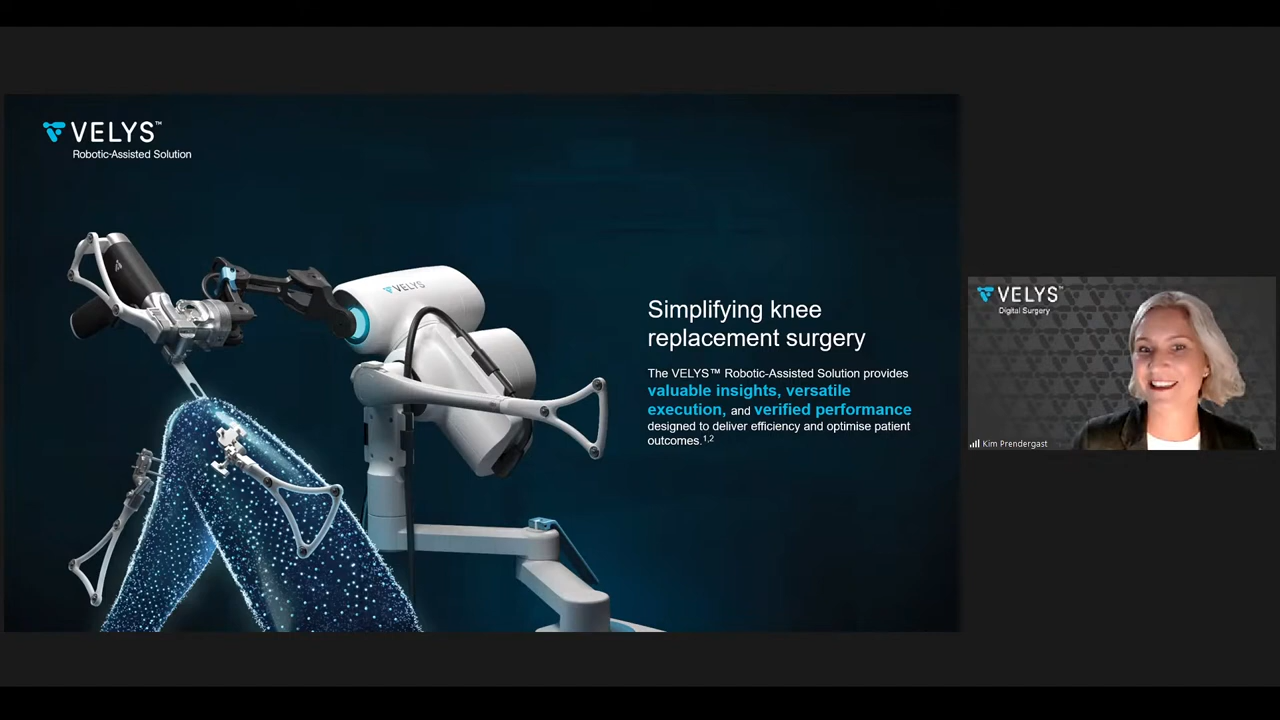 VELYS™
Robotic-Assisted Solution
VELYS
Simplifying knee
replacement surgery
The VELYS™ Robotic-Assisted Solution provides
valuable insights, versatile
execution, and verified performance
designed to deliver efficiency and optimise patient
outcomes.1,2
VELYS™
Digital Surgery
Kim Prendergast